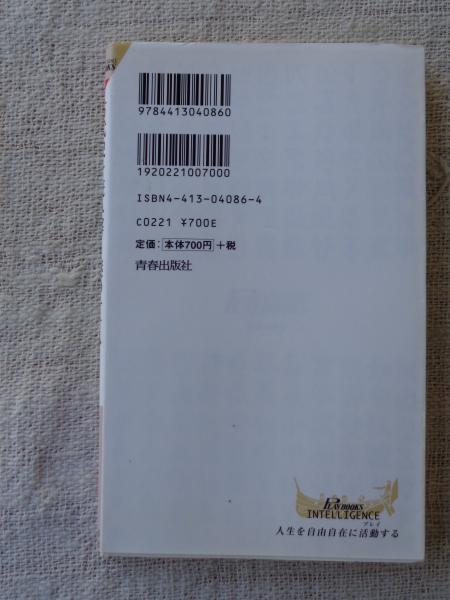 9784413040860
1920221007000
ISBN4-413-04086-4
C0221 ¥700E
定価：本体700円＋税
青春出版社
PLAY BOOKS
INTELLIGENCE
プレイ
人生を自由自在に活動する